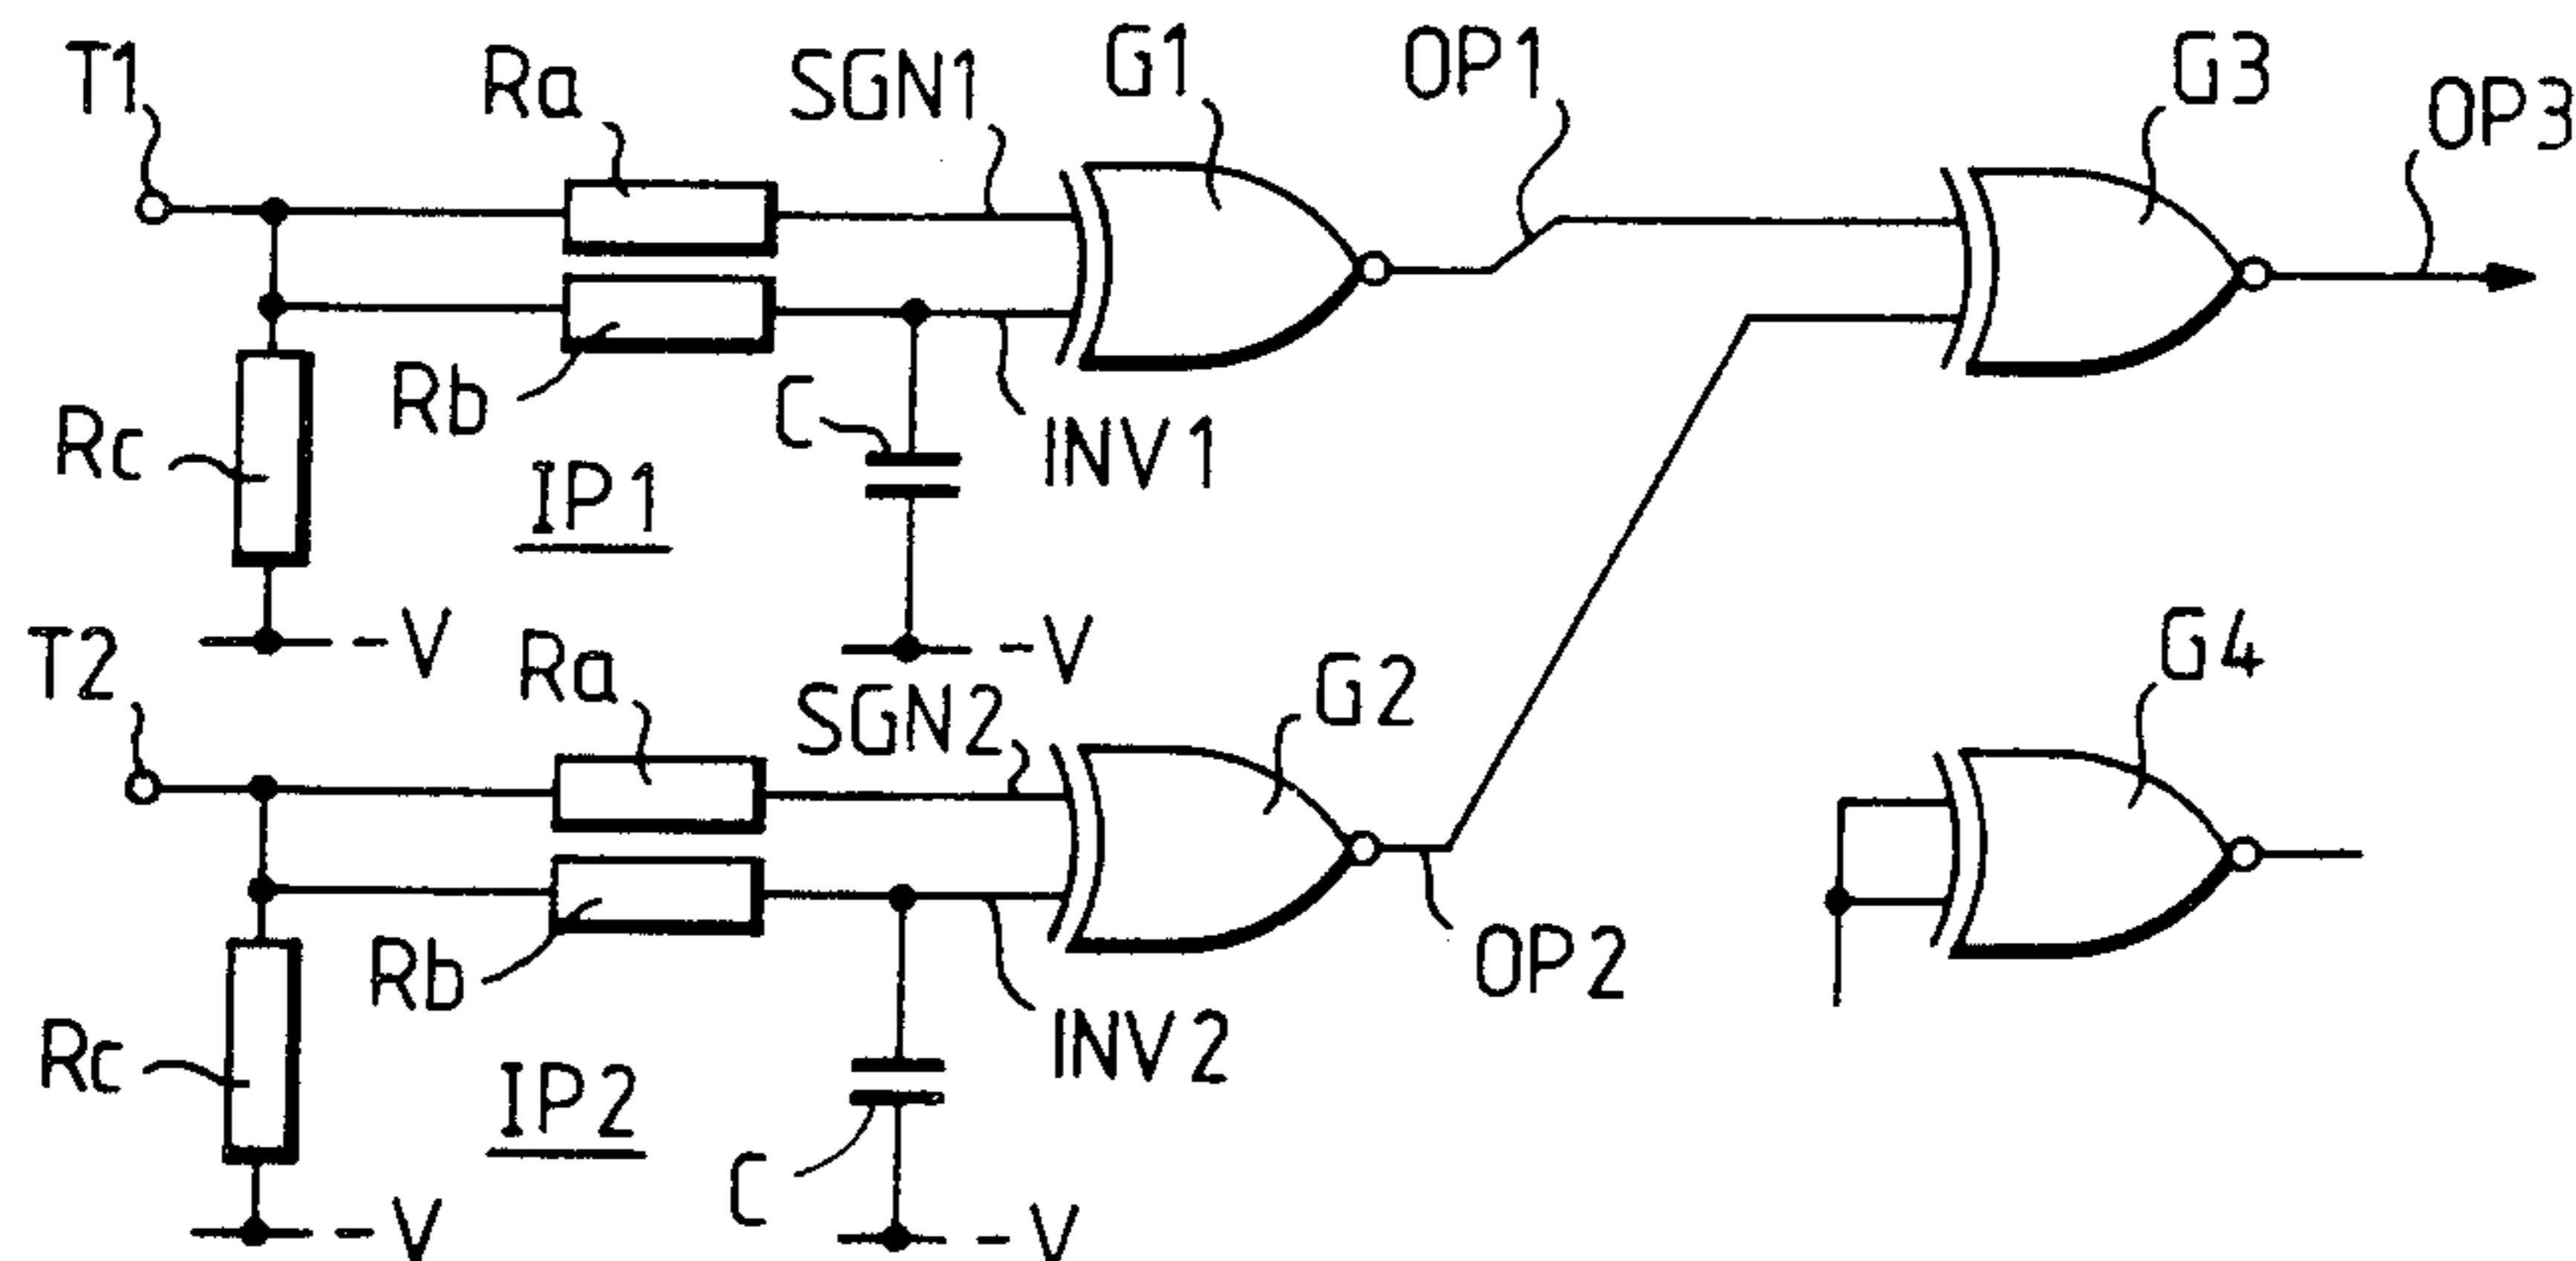 T1
Ra
SGN1
G1
OP1
G3
OP3
Rc
Rb
C
INV1
IP1
-V
-V
T2
Ra
SGN2
G2
G4
Rb
OP2
Rc
INV2
IP2
C
-V
-V